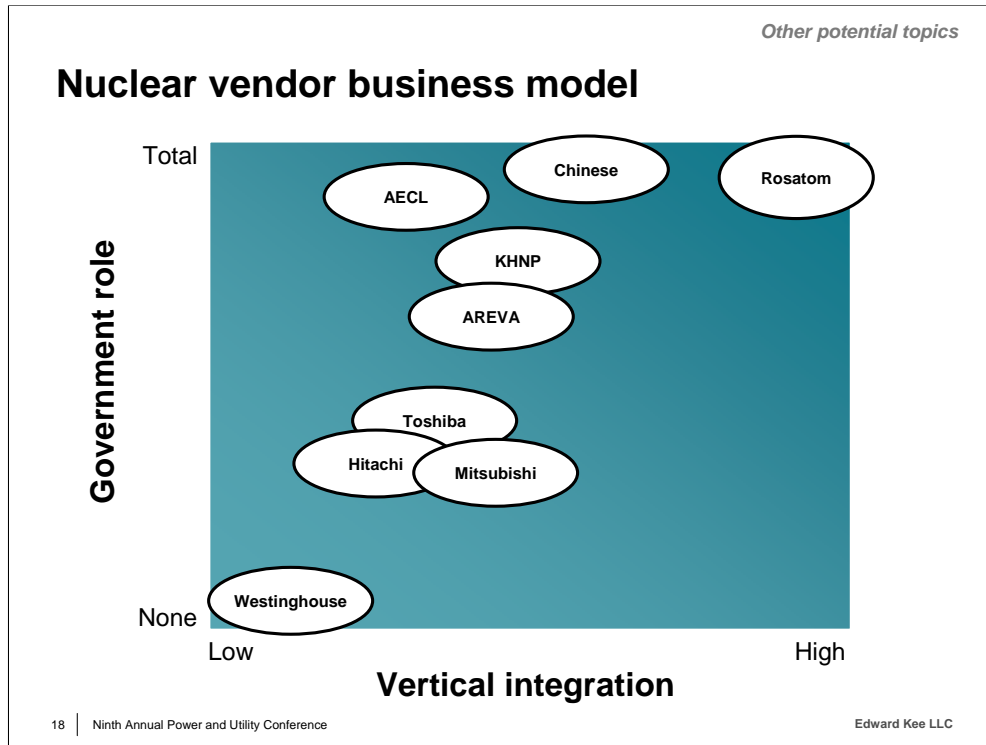 Other potential topics
Nuclear vendor business model
Total
Chinese
Rosatom
AECL
KHNP
AREVA
Government role
Toshiba
Hitachi
Mitsubishi
Westinghouse
None
Low
High
Vertical integration
18
Ninth Annual Power and Utility Conference
Edward Kee LLC